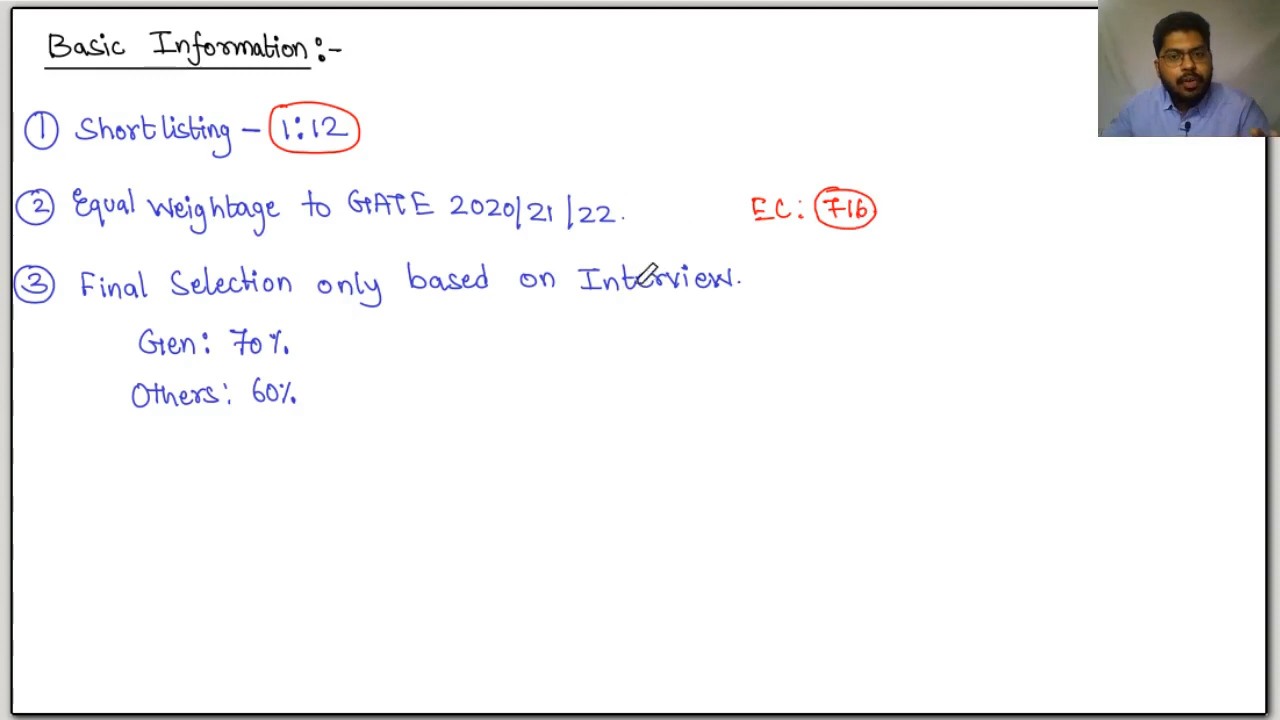 Basic Information:-
① Shortlisting - 1:12
② Equal Weightage to GATE 2020/21/22. EC: 716
③ Final Selection only based on Interview.
Gen: 70%
Others: 60%